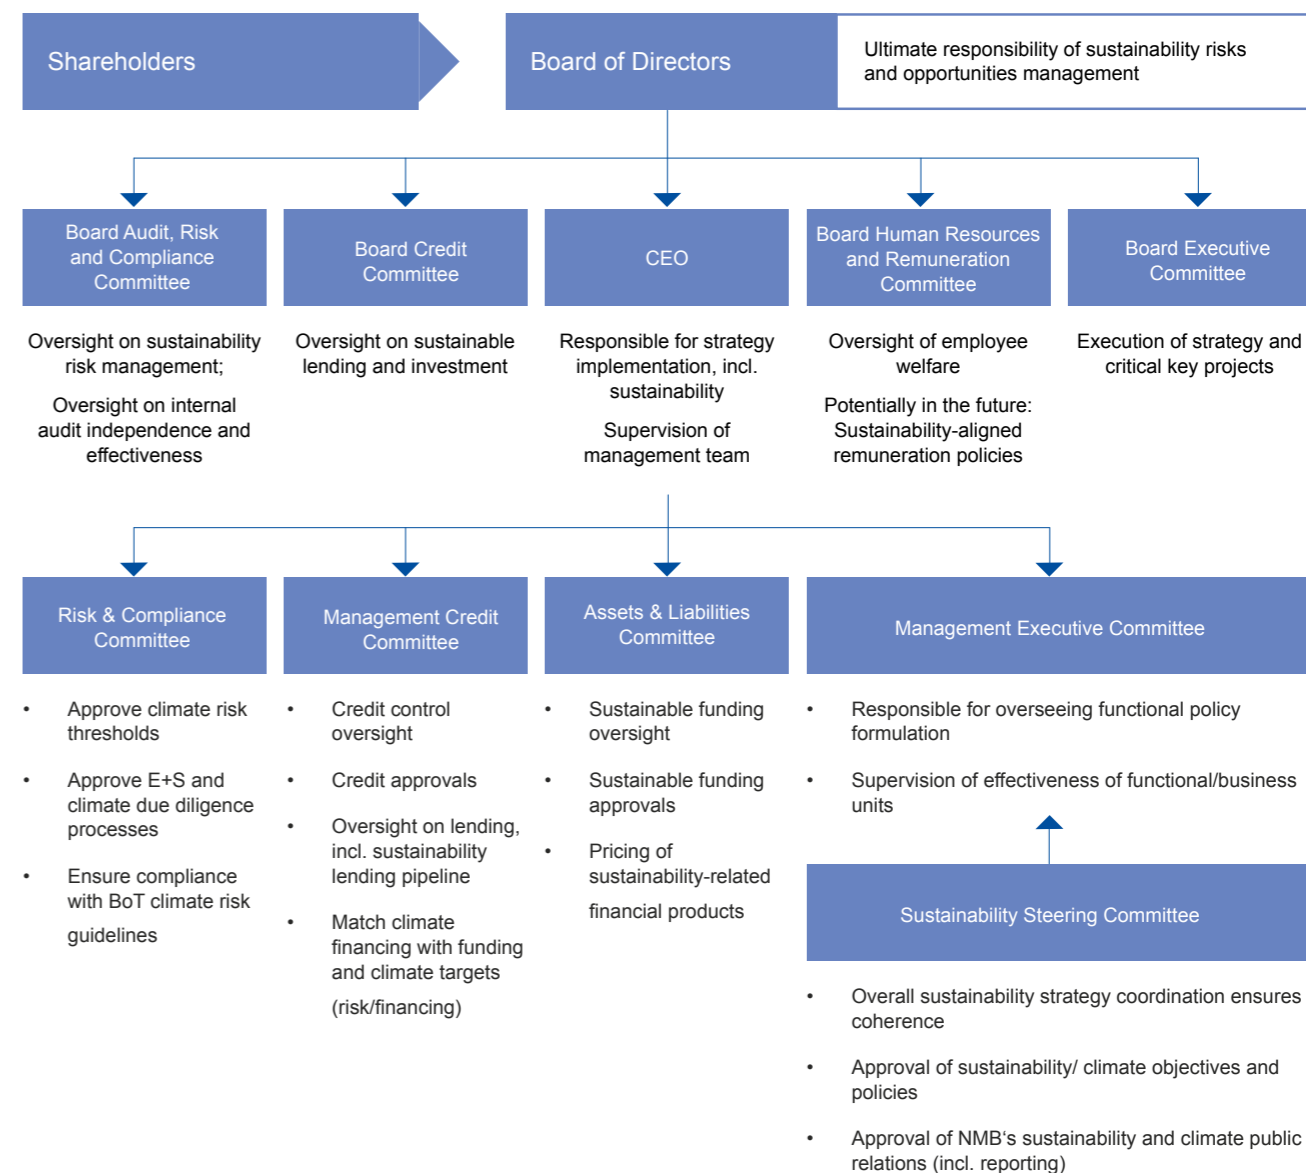 Shareholders
Board of Directors
Ultimate responsibility of sustainability risks
and opportunities management
Board Audit, Risk
and Compliance
Committee
Board Credit
Committee
CEO
Board Human Resources
and Remuneration
Committee
Board Executive
Committee
Oversight on sustainability
risk management;
Oversight on internal
audit independence and
effectiveness
Oversight on sustainable
lending and investment
Responsible for strategy
implementation, incl.
sustainability
Supervision of
management team
Oversight of employee
welfare
Potentially in the future:
Sustainability-aligned
remuneration policies
Execution of strategy and
critical key projects
Risk & Compliance
Committee
Management Credit
Committee
Assets & Liabilities
Committee
Management Executive Committee
• Approve climate risk
thresholds
• Approve E+S and
climate due diligence
processes
• Ensure compliance
with BoT climate risk
guidelines
• Credit control
oversight
• Credit approvals
• Oversight on lending,
incl. sustainability
lending pipeline
• Match climate
financing with funding
and climate targets
(risk/financing)
• Sustainable funding
oversight
• Sustainable funding
approvals
• Pricing of
sustainability-related
financial products
• Responsible for overseeing functional policy
formulation
• Supervision of effectiveness of functional/business
units
Sustainability Steering Committee
• Overall sustainability strategy coordination ensures
coherence
• Approval of sustainability/ climate objectives and
policies
• Approval of NMB‘s sustainability and climate public
relations (incl. reporting)